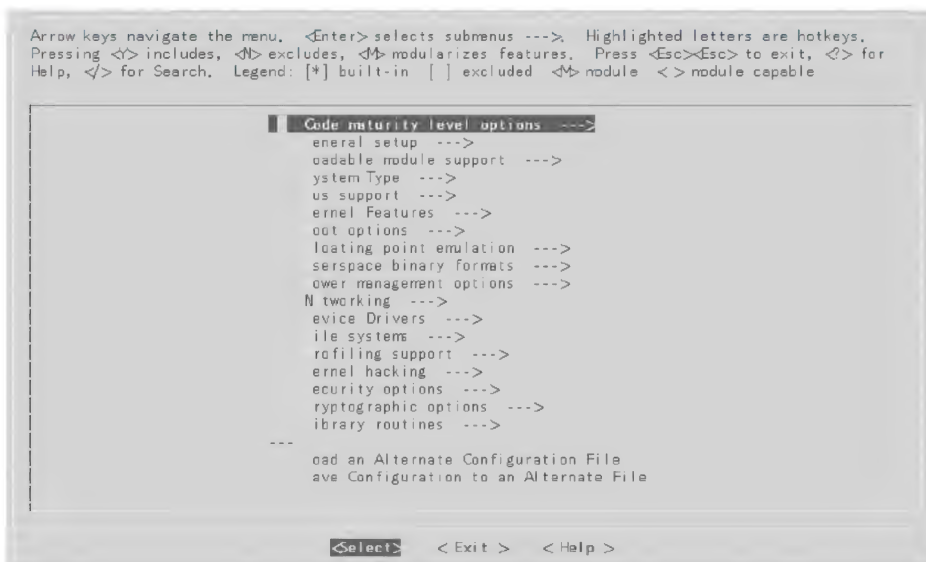 Arrow keys navigate the menu. <Enter> selects submenus --->. Highlighted letters are hotkeys.
Pressing <Y> includes, <N> excludes, <M> modularizes features. Press <Esc><Esc> to exit, <?> for
Help, </> for Search. Legend: [*] built-in [ ] excluded <M> module < > module capable
Code maturity level options --->
eneral setup --->
oadable module support --->
ystem Type --->
us support --->
ernel Features --->
oot options --->
loating point emulation --->
serspace binary formats --->
ower management options --->
N tworking --->
evice Drivers --->
ile systems --->
rofiling support --->
ernel hacking --->
ecurity options --->
ryptographic options --->
ibrary routines --->
---
oad an Alternate Configuration File
ave Configuration to an Alternate File
<Select> < Exit > < Help >